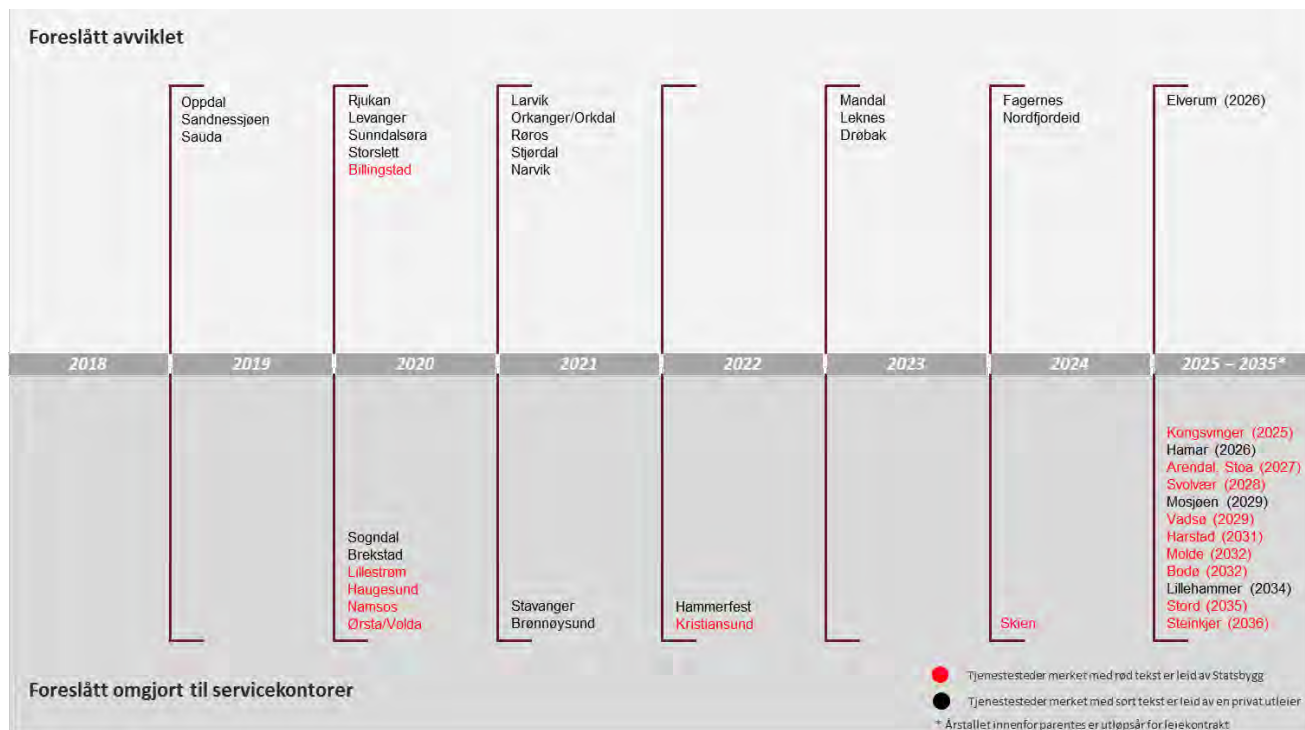 Foreslått avviklet
Oppdal
Sandnessjøen
Sauda
Rjukan
Levanger
Sunndalsøra
Storslett
Billingstad
Larvik
Orkanger/Orkdal
Røros
Stjørdal
Narvik
Mandal
Leknes
Drøbak
Fagernes
Nordfjordeid
Elverum (2026)
2018
2019
2020
2021
2022
2023
2024
2025 – 2035*
Sogndal
Brekstad
Lillestrøm
Haugesund
Namsos
Ørsta/Volda
Stavanger
Brønnøysund
Hammerfest
Kristiansund
Skien
Kongsvinger (2025)
Hamar (2026)
Arendal, Stoa (2027)
Svolvær (2028)
Mosjøen (2029)
Vadsø (2029)
Harstad (2031)
Molde (2032)
Bodø (2032)
Lillehammer (2034)
Stord (2035)
Steinkjer (2036)
Foreslått omgjort til servicekontorer
Tjenestesteder merket med rød tekst er leid av Statsbygg
Tjenestesteder merket med sort tekst er leid av en privat utleier
* Årstallet innenfor parentes er utløpsår for leiekontrakt